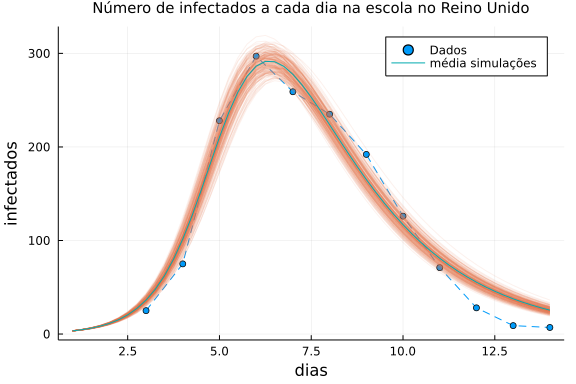 Número de infectados a cada dia na escola no Reino Unido
Dados
média simulações
infectados
300
200
100
0
2.5
5.0
7.5
10.0
12.5
dias